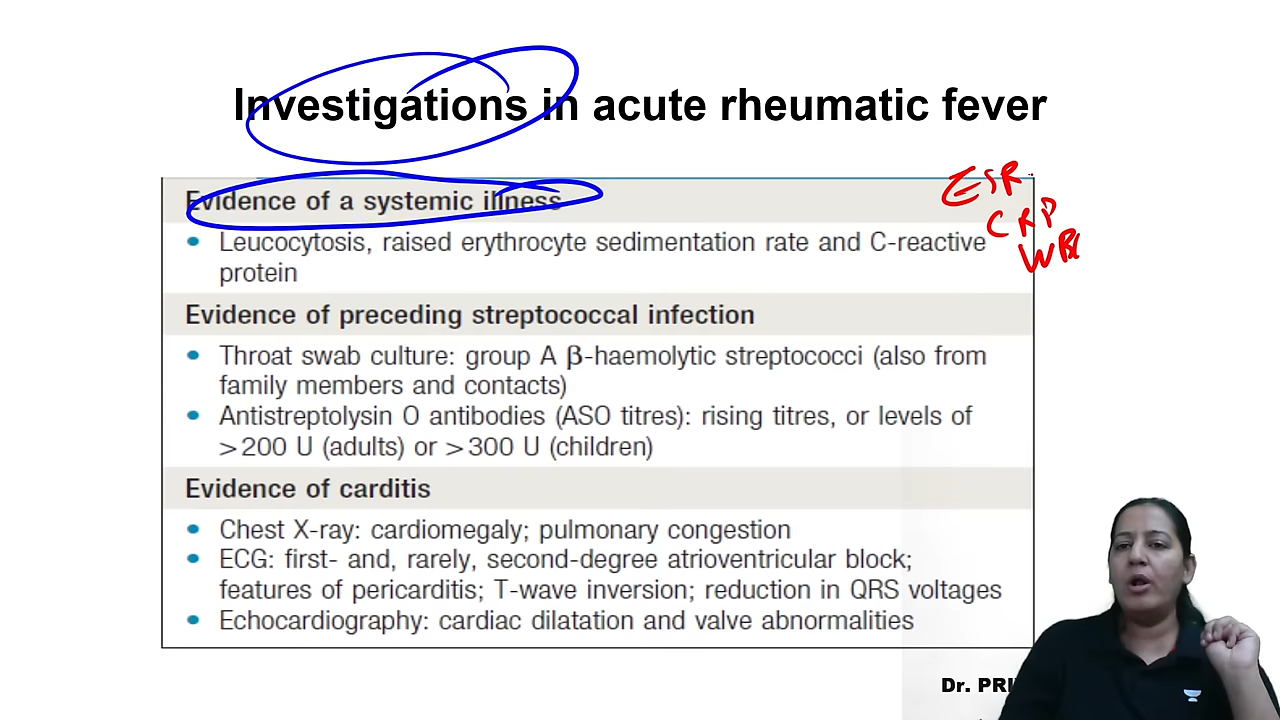 Investigations in acute rheumatic fever
Evidence of a systemic illness
ESR
CRP
• Leucocytosis, raised erythrocyte sedimentation rate and C-reactive
protein
Evidence of preceding streptococcal infection
• Throat swab culture: group A β-haemolytic streptococci (also from
family members and contacts)
• Antistreptolysin O antibodies (ASO titres): rising titres, or levels of
>200 U (adults) or >300 U (children)
Evidence of carditis
• Chest X-ray: cardiomegaly; pulmonary congestion
• ECG: first- and, rarely, second-degree atrioventricular block;
features of pericarditis; T-wave inversion; reduction in QRS voltages
• Echocardiography: cardiac dilatation and valve abnormalities
Dr.